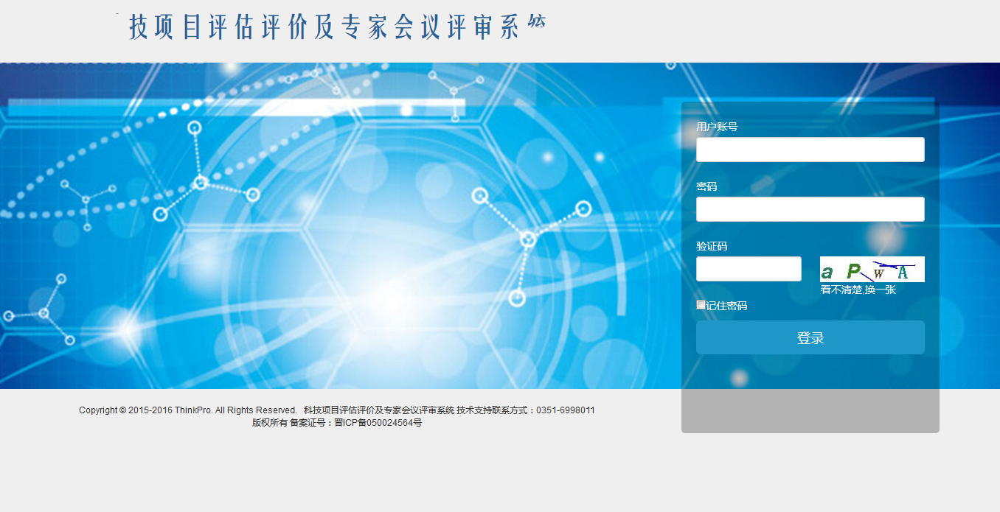 技项目评估评价及专家会议评审系统
用户账号
密码
验证码
aPwA
看不清楚,换一张
记住密码
登录
Copyright © 2015-2016 ThinkPro. All Rights Reserved. 科技项目评估评价及专家会议评审系统 技术支持联系方式：0351-6998011
版权所有 备案证号：晋ICP备050024564号